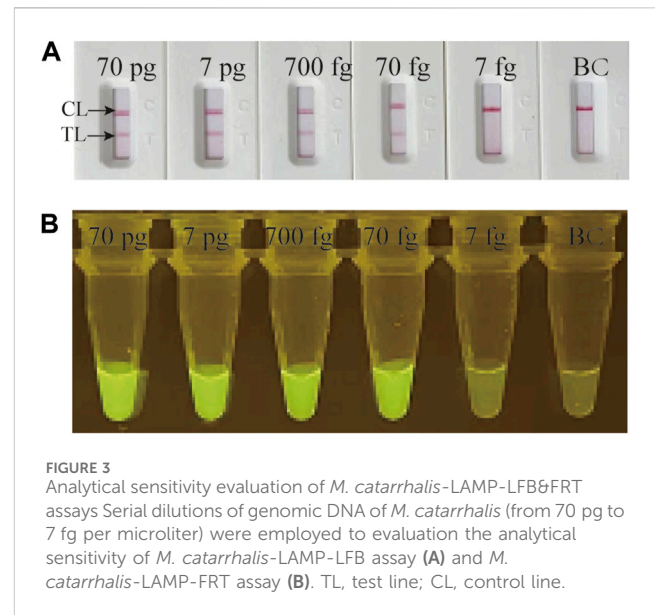 A
70 pg 7 pg 700 fg 70 fg 7 fg BC
CL
TL
C C C C C C
T T T T T T
B
70 pg 7 pg 700 fg 70 fg 7 fg BC
FIGURE 3
Analytical sensitivity evaluation of M. catarrhalis-LAMP-LFB&FRT
assays Serial dilutions of genomic DNA of M. catarrhalis (from 70 pg to
7 fg per microliter) were employed to evaluate the analytical
sensitivity of M. catarrhalis-LAMP-LFB assay (A) and M.
catarrhalis-LAMP-FRT assay (B). TL, test line; CL, control line.